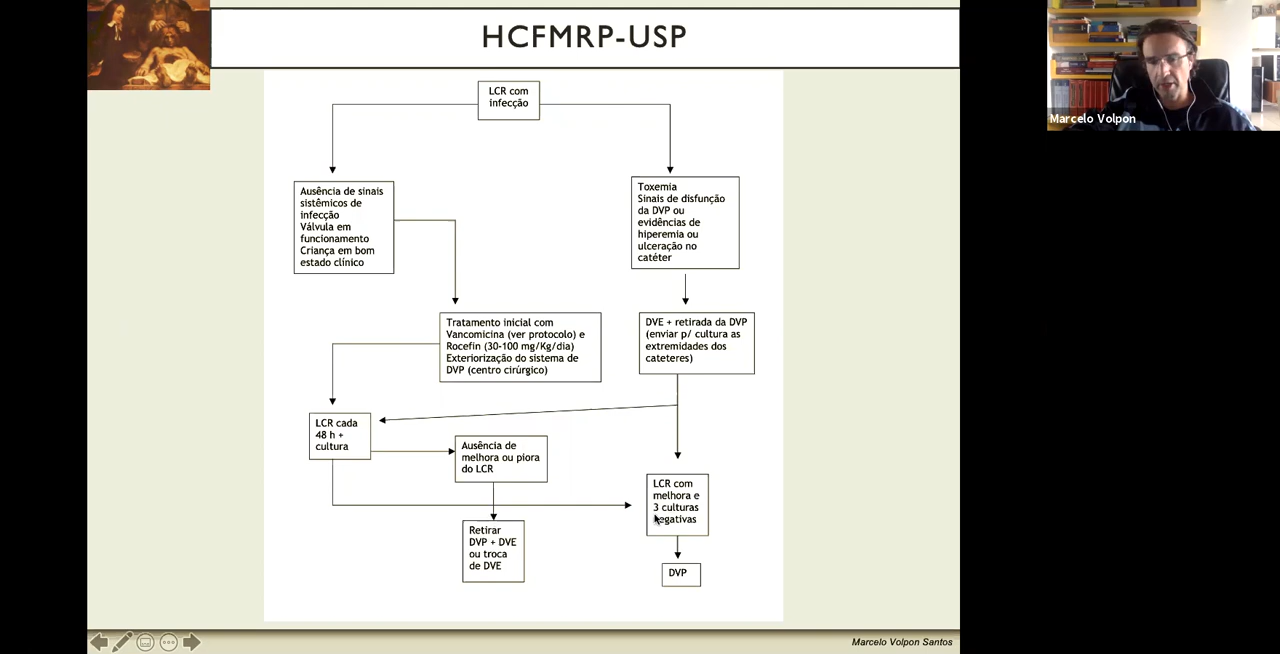 HCFMRP-USP
Marcelo Volpon
LCR com
infecção
Ausência de sinais
sistêmicos de
infecção
Válvula em
funcionamento
Criança em bom
estado clínico
Toxemia
Sinais de disfunção
da DVP ou
evidências de
hiperemia ou
ulceração no
catéter
Tratamento inicial com
Vancomicina (ver protocolo) e
Rocefin (30-100 mg/Kg/dia)
Exteriorização do sistema de
DVP (centro cirúrgico)
DVE + retirada da DVP
(enviar p/ cultura as
extremidades dos
cateteres)
LCR cada
48 h +
cultura
Ausência de
melhora ou piora
do LCR
LCR com
melhora e
3 culturas
negativas
Retirar
DVP + DVE
ou troca
de DVE
DVP
Marcelo Volpon Santos